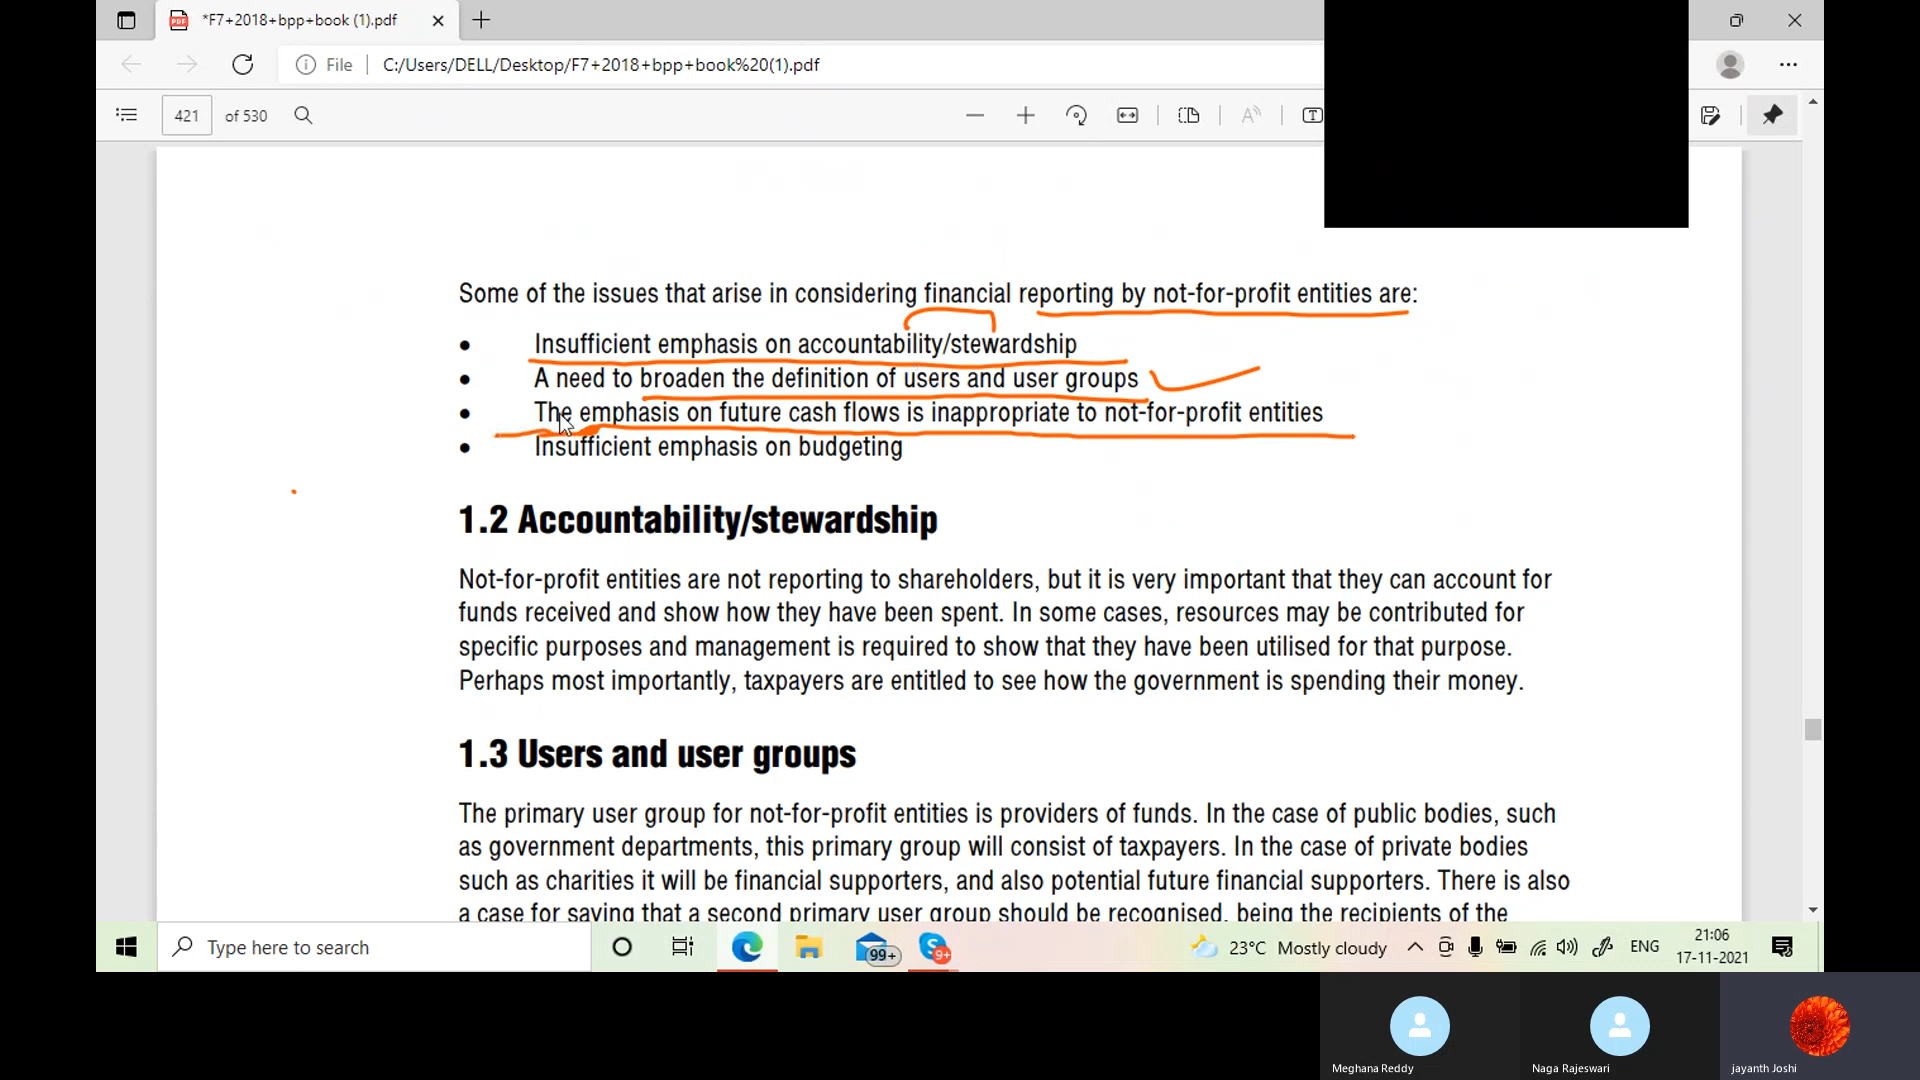 *F7+2018+bpp+book (1).pdf
File
C:/Users/DELL/Desktop/F7+2018+bpp+book%20(1).pdf
421
of 530
Some of the issues that arise in considering financial reporting by not-for-profit entities are:
• Insufficient emphasis on accountability/stewardship
• A need to broaden the definition of users and user groups
• The emphasis on future cash flows is inappropriate to not-for-profit entities
• Insufficient emphasis on budgeting
1.2 Accountability/stewardship
Not-for-profit entities are not reporting to shareholders, but it is very important that they can account for
funds received and show how they have been spent. In some cases, resources may be contributed for
specific purposes and management is required to show that they have been utilised for that purpose.
Perhaps most importantly, taxpayers are entitled to see how the government is spending their money.
1.3 Users and user groups
The primary user group for not-for-profit entities is providers of funds. In the case of public bodies, such
as government departments, this primary group will consist of taxpayers. In the case of private bodies
such as charities it will be financial supporters, and also potential future financial supporters. There is also
a case for saying that a second primary user group should be recognised, being the recipients of the
Type here to search
99+
9+
23°C Mostly cloudy
ENG
21:06
17-11-2021
Meghana Reddy
Naga Rajeswari
jayanth Joshi